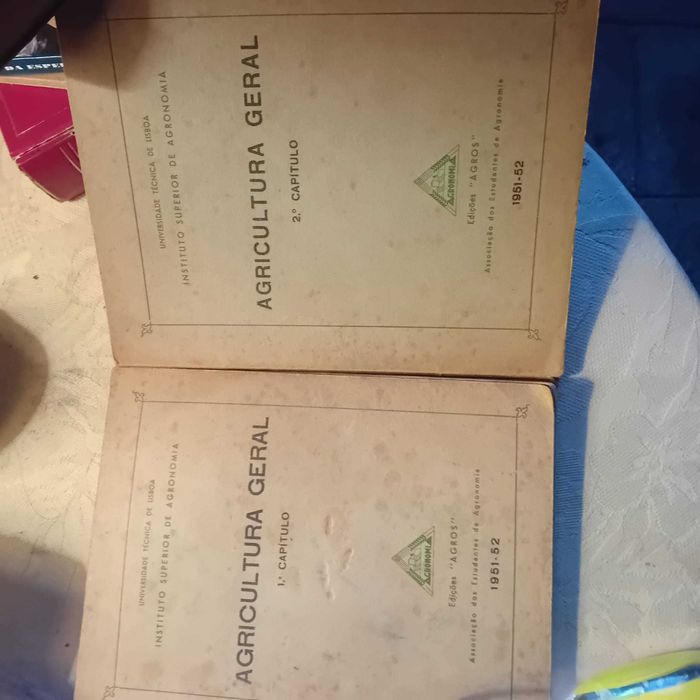 UNIVERSIDADE TÉCNICA DE LISBOA
INSTITUTO SUPERIOR DE AGRONOMIA
AGRICULTURA GERAL
2.º CAPÍTULO
AGRONOMIA
Edições "AGROS"
Associação dos Estudantes de Agronomia
1951-52
UNIVERSIDADE TÉCNICA DE LISBOA
INSTITUTO SUPERIOR DE AGRONOMIA
AGRICULTURA GERAL
1.º CAPÍTULO
AGRONOMIA
Edições "AGROS"
Associação dos Estudantes de Agronomia
1951-52
DA ESPE